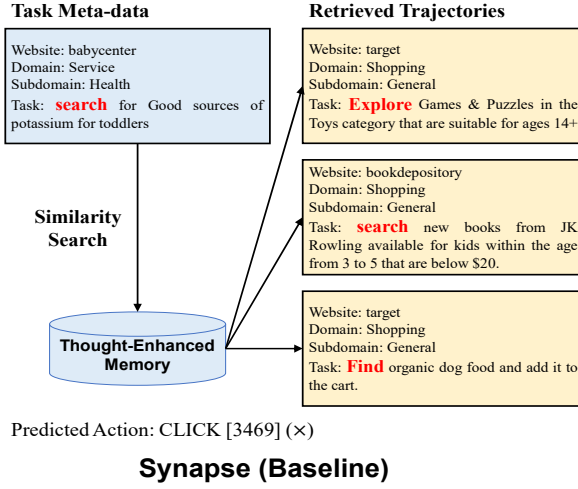 Task Meta-data
Website: babycenter
Domain: Service
Subdomain: Health
Task: search for Good sources of
potassium for toddlers
Similarity
Search
Thought-Enhanced
Memory
Retrieved Trajectories
Website: target
Domain: Shopping
Subdomain: General
Task: Explore Games & Puzzles in the
Toys category that are suitable for ages 14+
Website: bookdepository
Domain: Shopping
Subdomain: General
Task: search new books from JK
Rowling available for kids within the age
from 3 to 5 that are below $20.
Website: target
Domain: Shopping
Subdomain: General
Task: Find organic dog food and add it to
the cart.
Predicted Action: CLICK [3469] (×)
Synapse (Baseline)